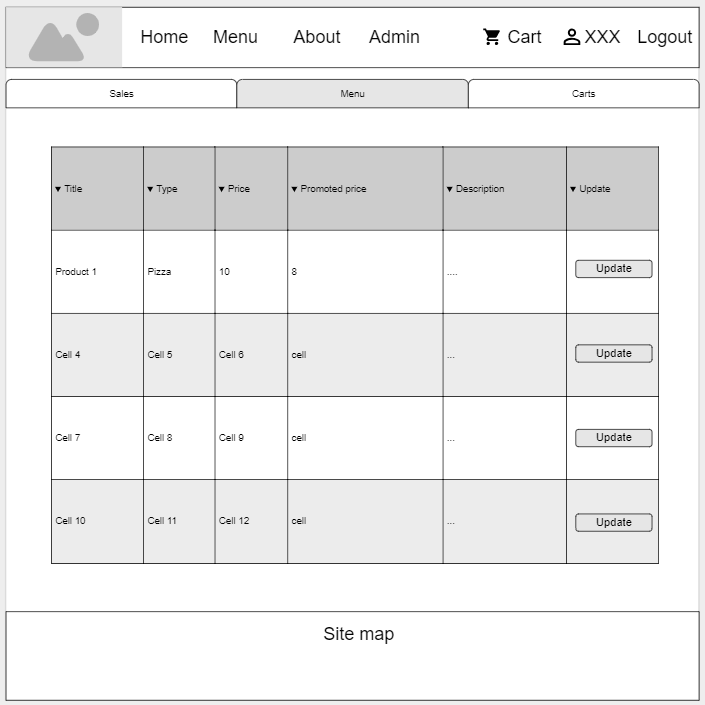 Home Menu About Admin Cart XXX Logout
Sales Menu Carts
▼ Title ▼ Type ▼ Price ▼ Promoted price ▼ Description ▼ Update
Product 1 Pizza 10 8 .... Update
Cell 4 Cell 5 Cell 6 cell ... Update
Cell 7 Cell 8 Cell 9 cell ... Update
Cell 10 Cell 11 Cell 12 cell ... Update
Site map